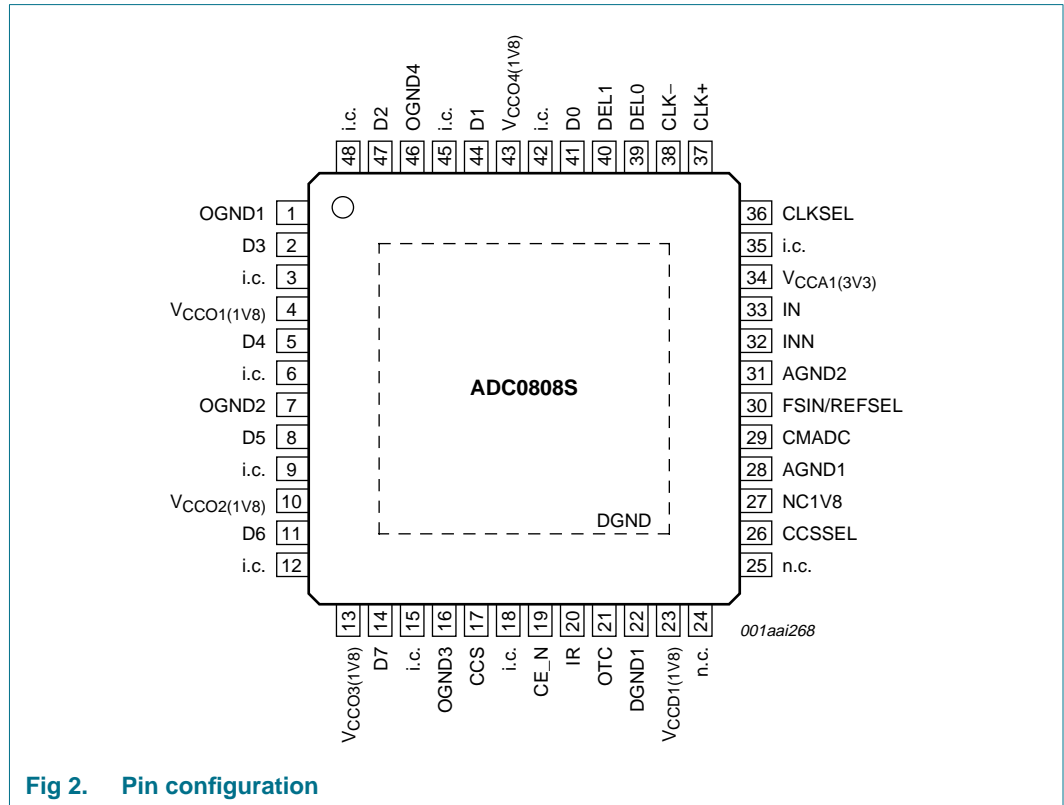 48 i.c.
47 D2
46 OGND4
45 i.c.
44 D1
43 VCCO4(1V8)
42 i.c.
41 D0
40 DEL1
39 DEL0
38 CLK−
37 CLK+
OGND1 1
D3 2
i.c. 3
VCCO1(1V8) 4
D4 5
i.c. 6
OGND2 7
D5 8
i.c. 9
VCCO2(1V8) 10
D6 11
i.c. 12
ADC0808S
DGND
36 CLKSEL
35 i.c.
34 VCCA1(3V3)
33 IN
32 INN
31 AGND2
30 FSIN/REFSEL
29 CMADC
28 AGND1
27 NC1V8
26 CCSSEL
25 n.c.
VCCO3(1V8) 13
D7 14
i.c. 15
OGND3 16
CCS 17
i.c. 18
CE_N 19
IR 20
OTC 21
DGND1 22
VCCD1(1V8) 23
n.c. 24
001aai268
Fig 2. Pin configuration